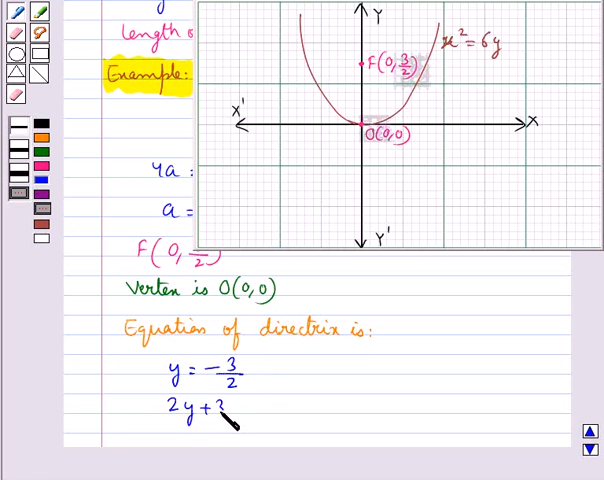 y
Length of
Example:
4a =
a =
F(0, 3/2)
Vertex is O(0,0)
Equation of directrix is:
y = -3/2
2y + 3
Y
x² = 6y
F(0, 3/2)
X'
X
O(0,0)
Y'